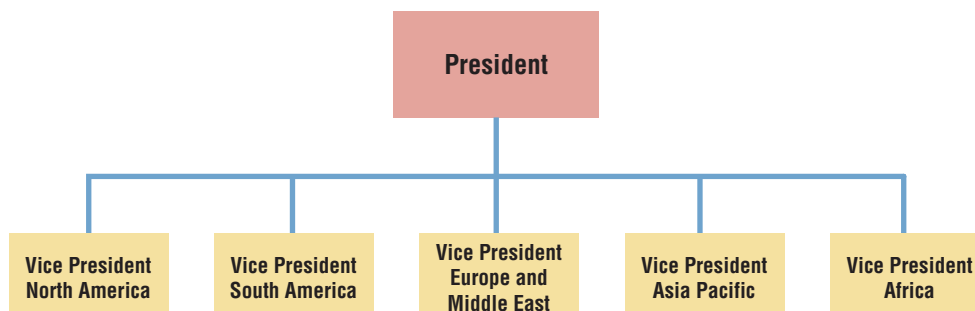 President
Vice President
North America
Vice President
South America
Vice President
Europe and
Middle East
Vice President
Asia Pacific
Vice President
Africa